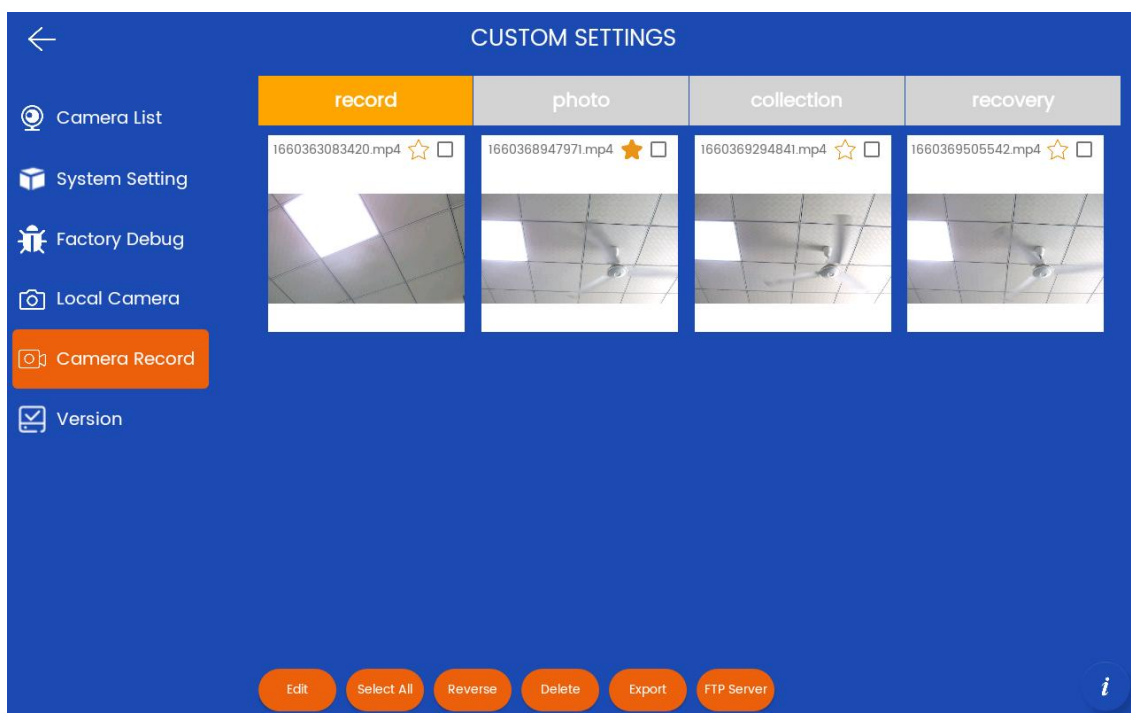 CUSTOM SETTINGS
Camera List
System Setting
Factory Debug
Local Camera
Camera Record
Version
record photo collection recovery
1660363083420.mp4 1660368947971.mp4 1660369294841.mp4 1660369505542.mp4
Edit Select All Reverse Delete Export FTP Server
i